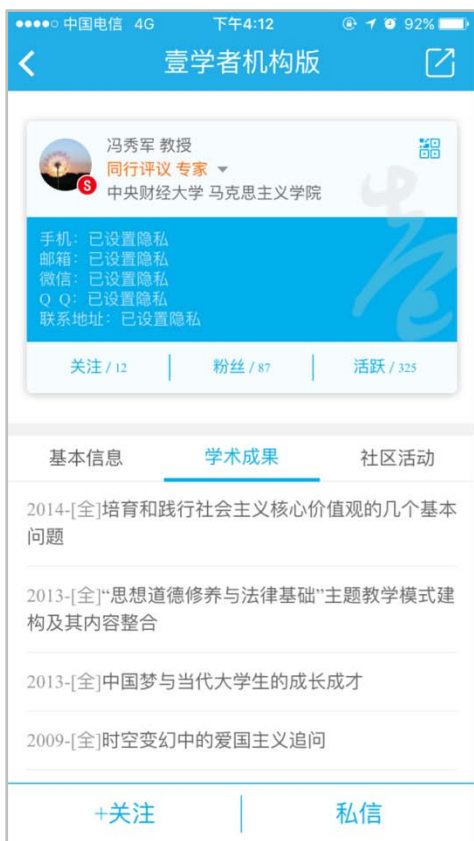 中国电信 4G 下午4:12 92%
壹学者机构版
冯秀军 教授
同行评议 专家
S
中央财经大学 马克思主义学院
手机：已设置隐私
邮箱：已设置隐私
微信：已设置隐私
Q Q：已设置隐私
联系地址：已设置隐私
关注 / 12 粉丝 / 87 活跃 / 325
基本信息 学术成果 社区活动
2014-[全]培育和践行社会主义核心价值观的几个基本
问题
2013-[全]“思想道德修养与法律基础”主题教学模式建
构及其内容整合
2013-[全]中国梦与当代大学生的成长成才
2009-[全]时空变幻中的爱国主义追问
+关注 私信